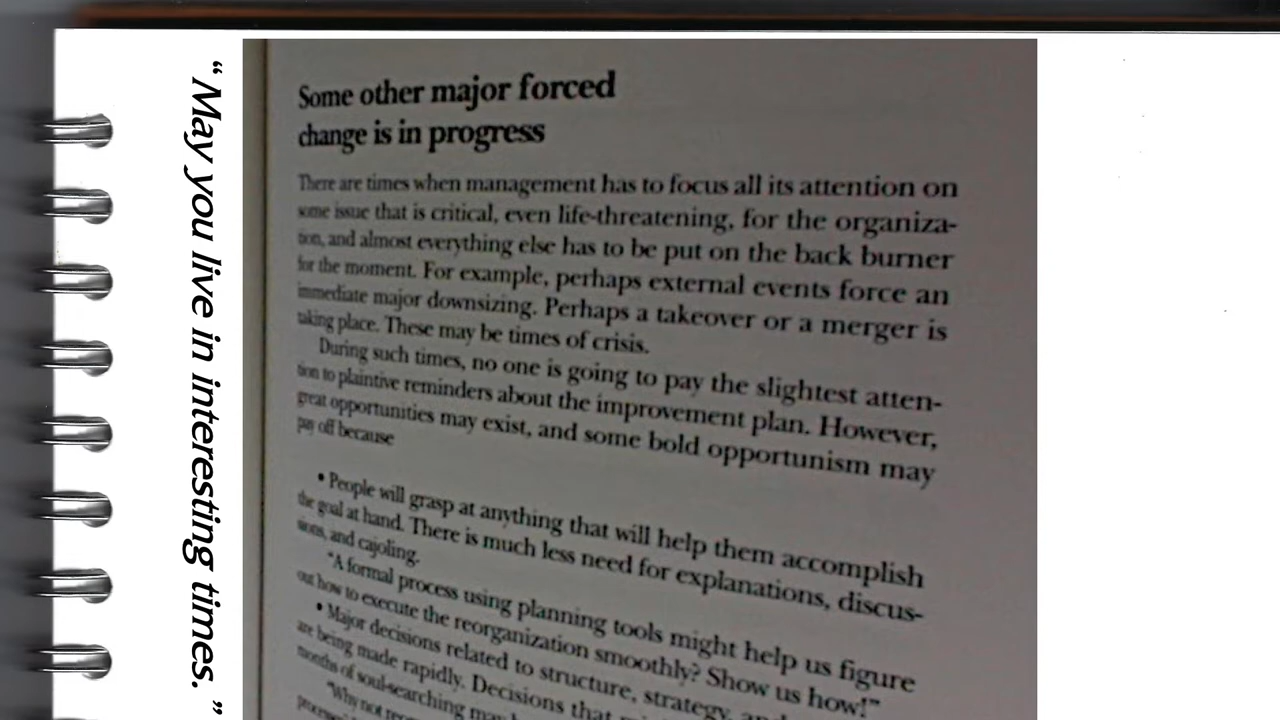 “May you live in interesting times.”
Some other major forced
change is in progress
There are times when management has to focus all its attention on
some issue that is critical, even life-threatening, for the organiza-
tion, and almost everything else has to be put on the back burner
for the moment. For example, perhaps external events force an
immediate major downsizing. Perhaps a takeover or a merger is
taking place. These may be times of crisis.
During such times, no one is going to pay the slightest atten-
tion to plaintive reminders about the improvement plan. However,
great opportunities may exist, and some bold opportunism may
pay off because
• People will grasp at anything that will help them accomplish
the goal at hand. There is much less need for explanations, discus-
sions, and cajoling.
“A formal process using planning tools might help us figure
out how to execute the reorganization smoothly? Show us how!”
• Major decisions related to structure, strategy, and
are being made rapidly. Decisions that
months of soul-searching may
“Why not